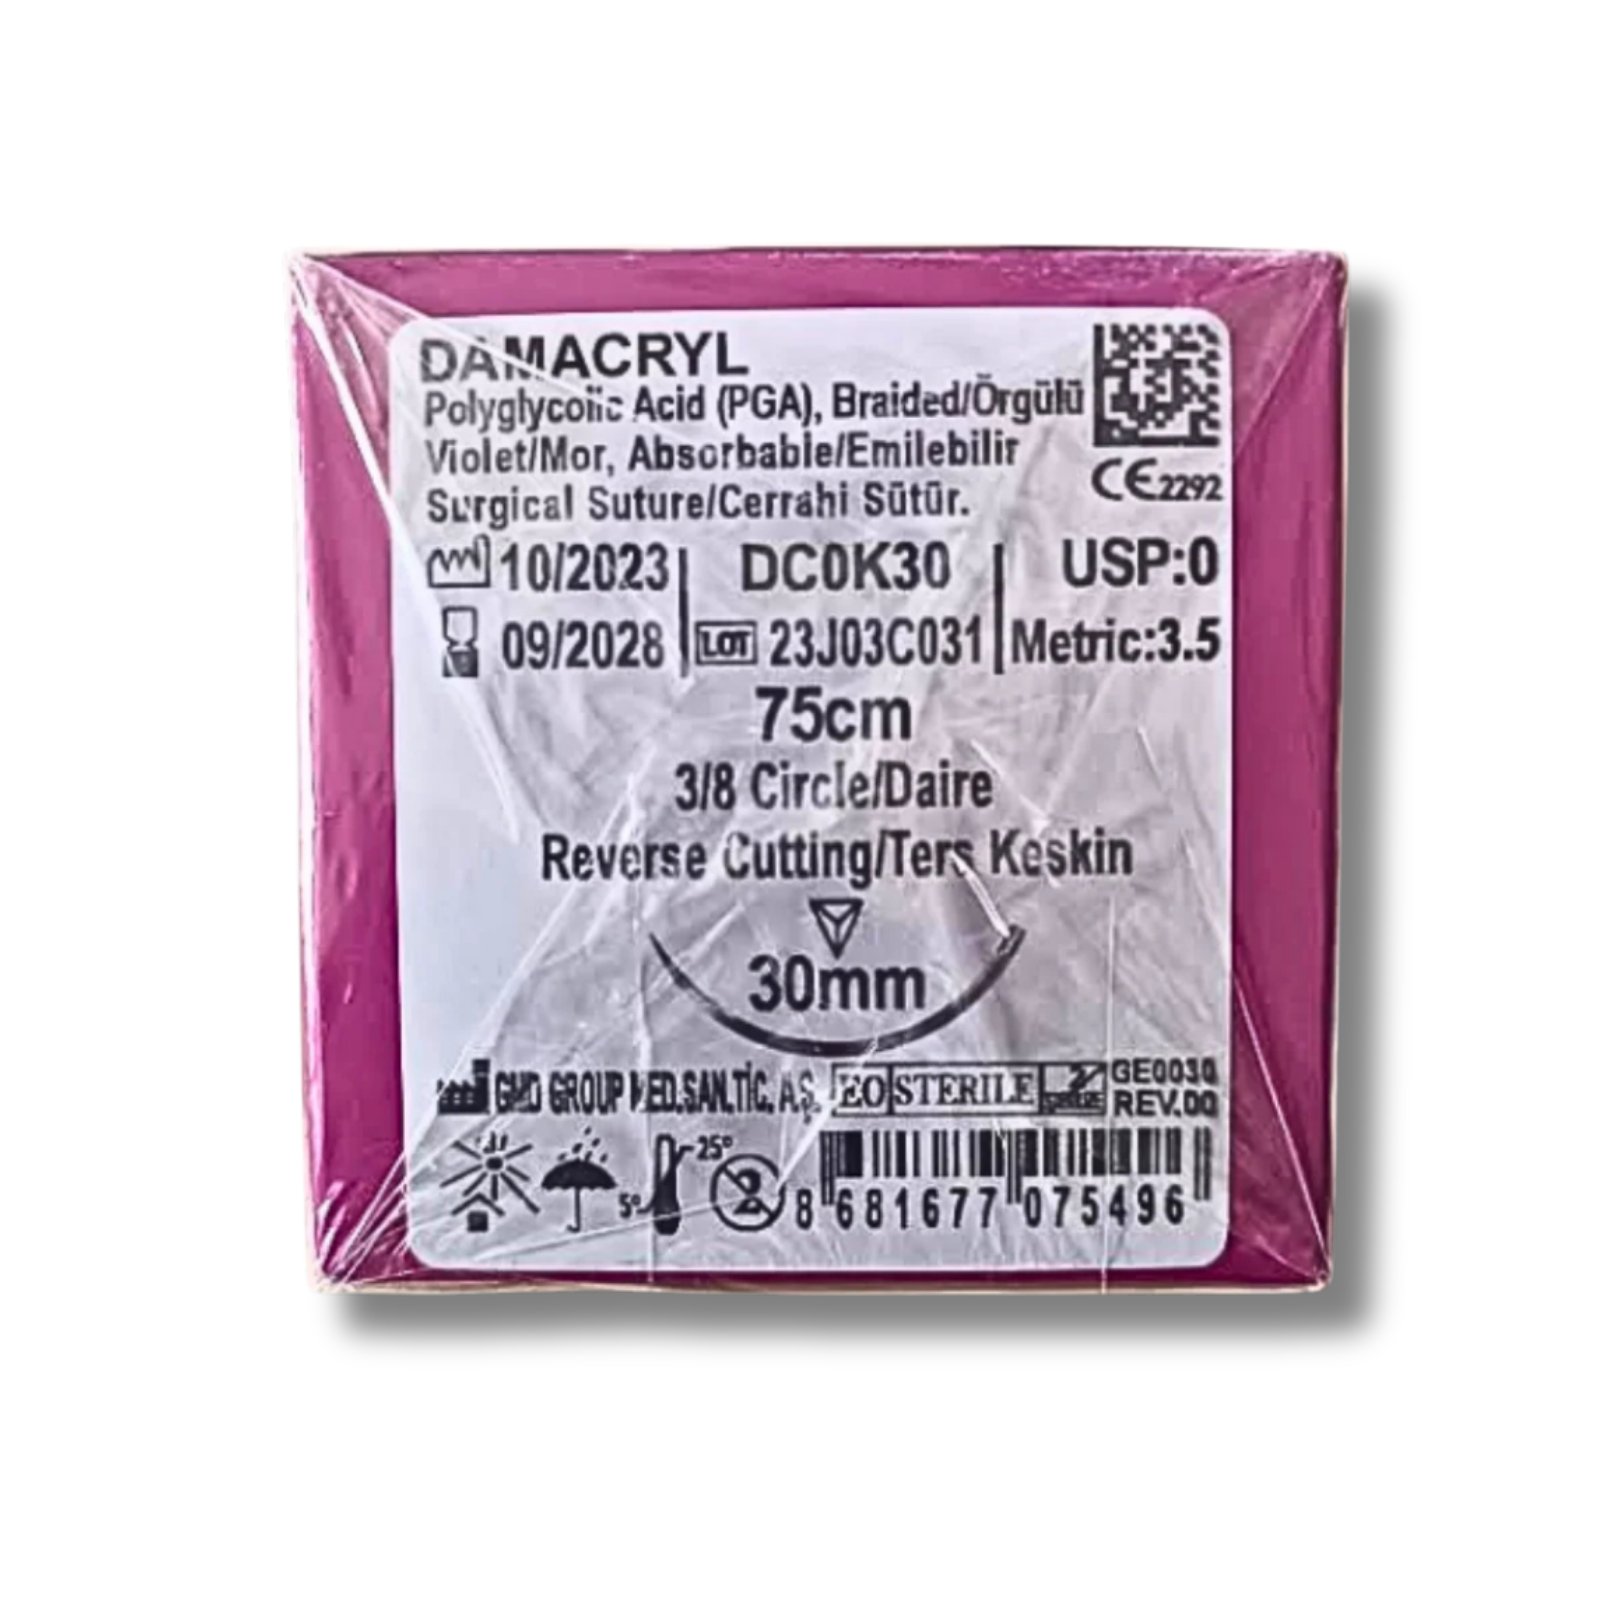 DAMACRYL
Polyglycolic Acid (PGA), Braided/Örgülü
Violet/Mor, Absorbable/Emilebilir
Surgical Suture/Cerrahi Sütür.
CE2292
10/2023 DC0K30 USP:0
09/2028 LOT 23J03C031 Metric:3.5
75cm
3/8 Circle/Daire
Reverse Cutting/Ters Keskin
30mm
GMD GROUP MED.SAN.TİC. A.Ş. EO STERILE GE0030
REV.00
25°
5°
2
8 681677 075496